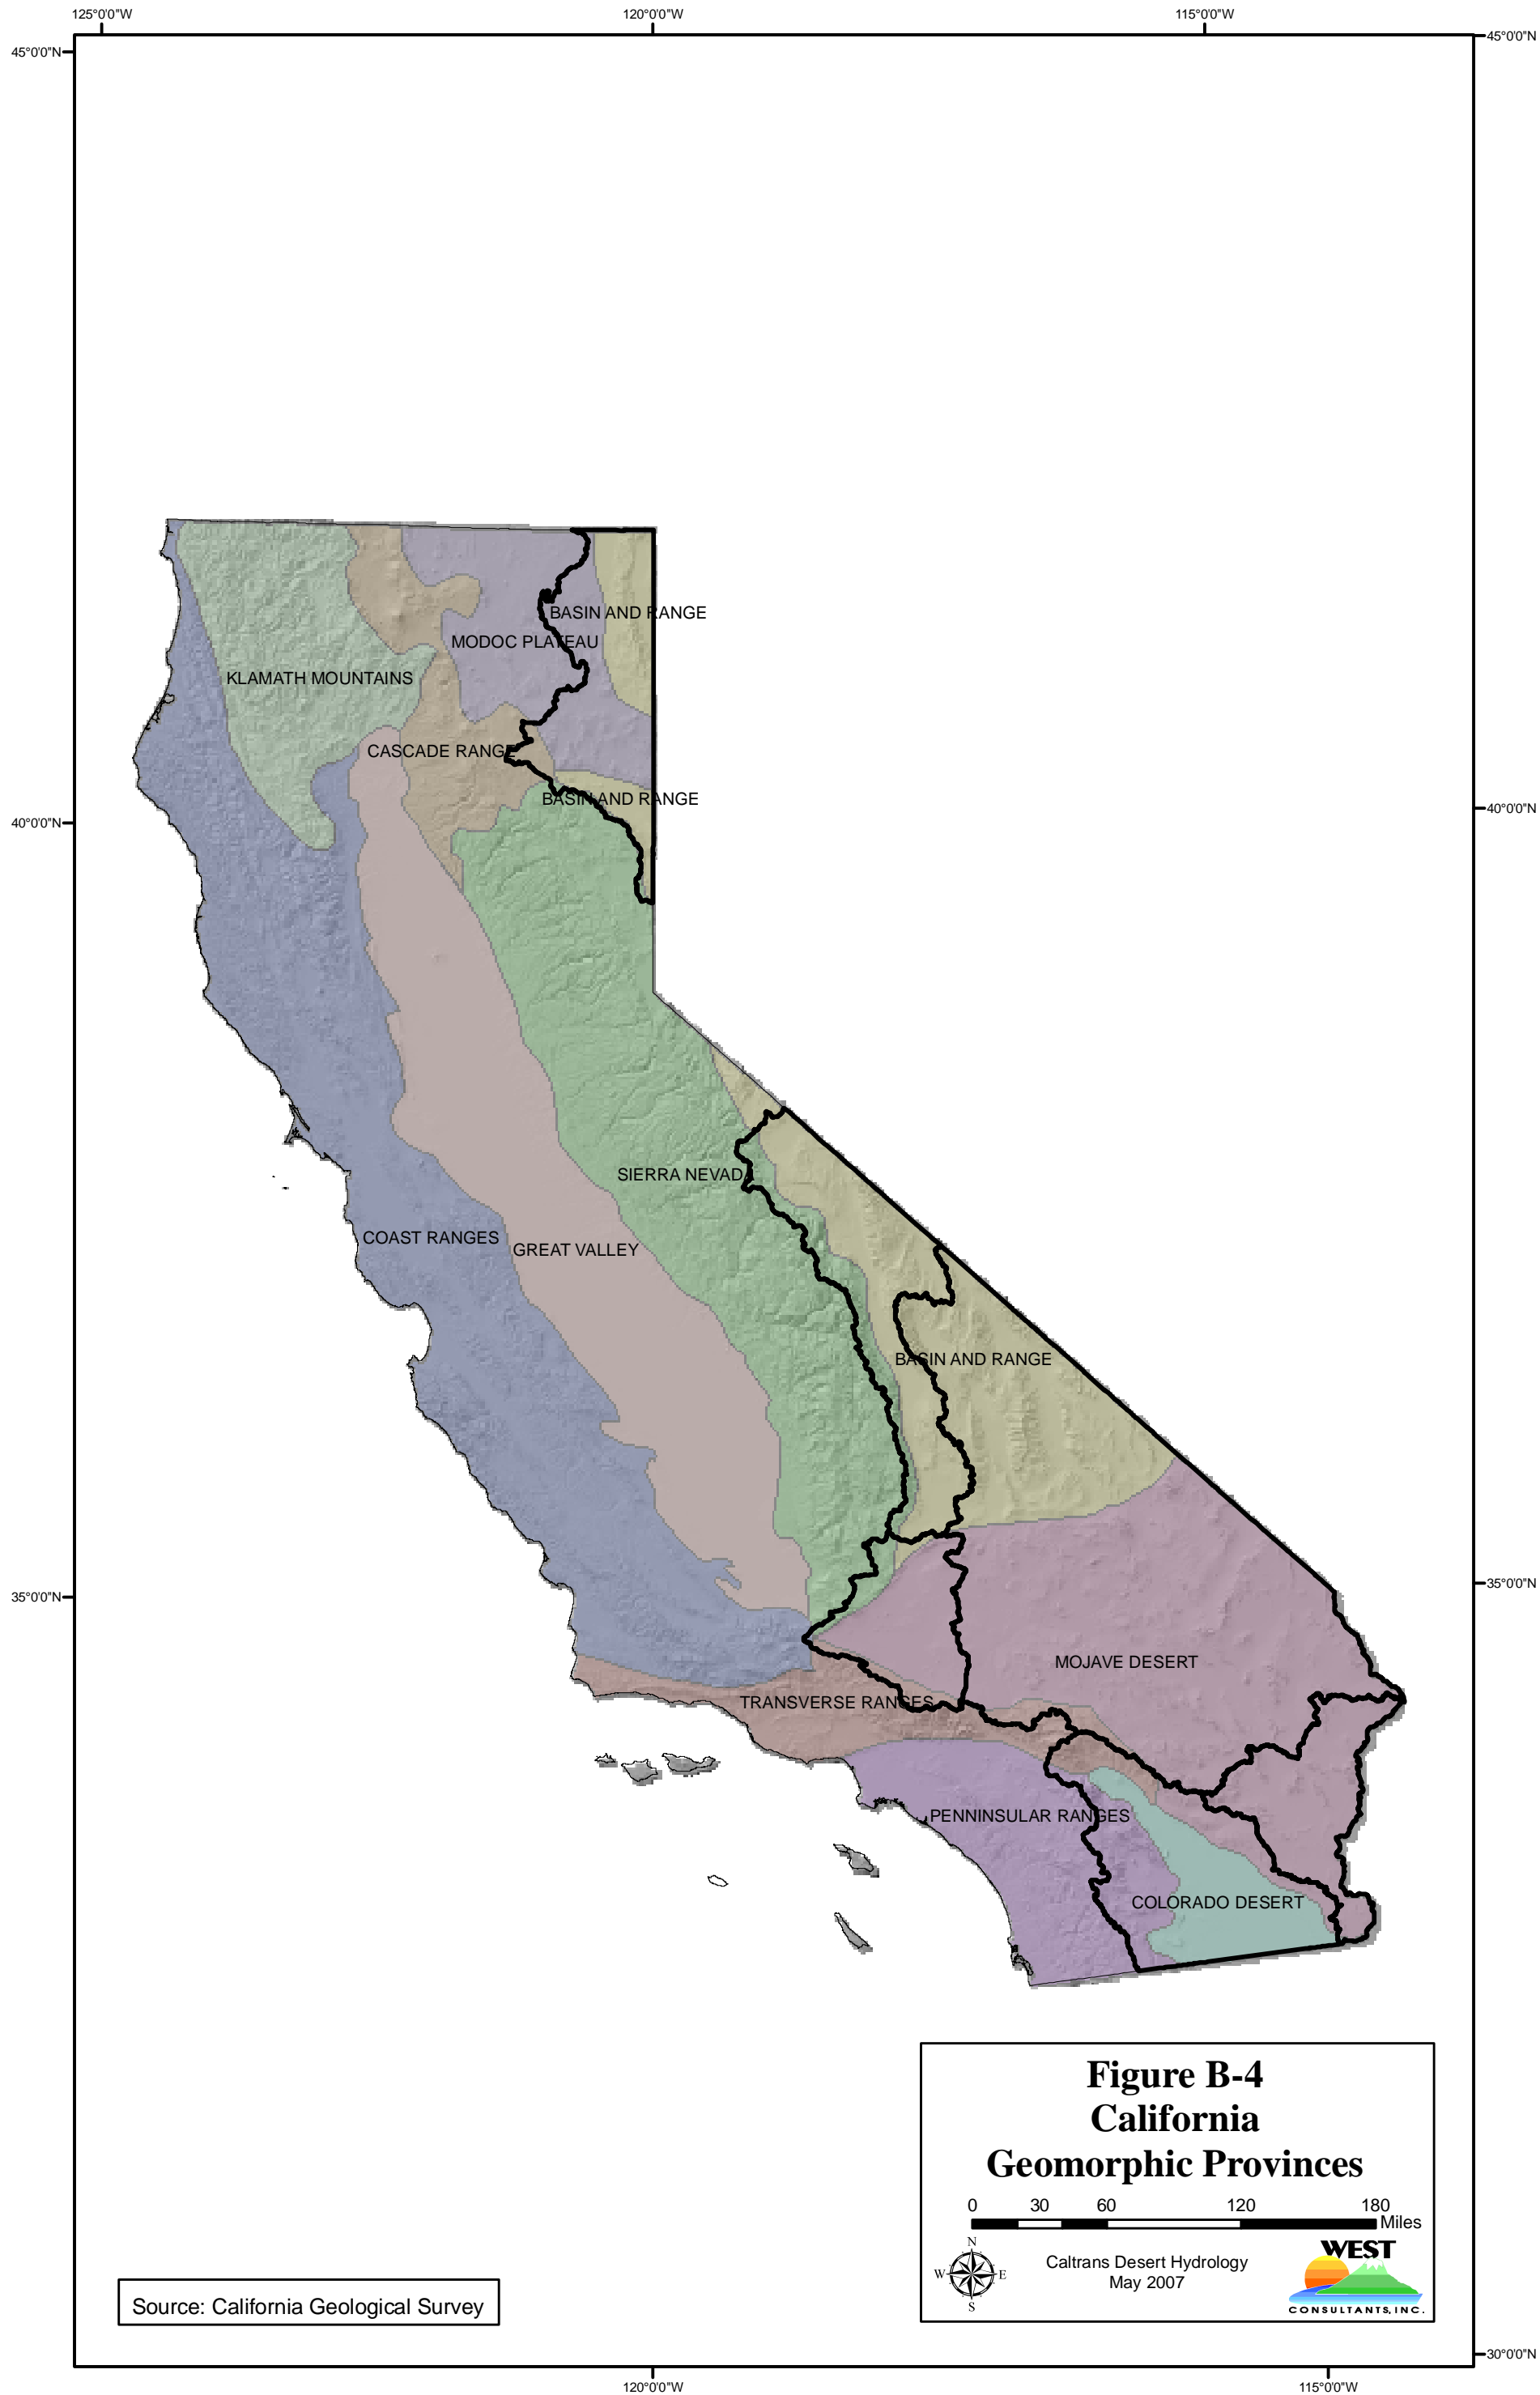 125°0'0"W
120°0'0"W
115°0'0"W
45°0'0"N
45°0'0"N
BASIN AND RANGE
MODOC PLATEAU
KLAMATH MOUNTAINS
CASCADE RANGE
BASIN AND RANGE
40°0'0"N
40°0'0"N
SIERRA NEVADA
COAST RANGES
GREAT VALLEY
BASIN AND RANGE
35°0'0"N
35°0'0"N
MOJAVE DESERT
TRANSVERSE RANGES
PENNINSULAR RANGES
COLORADO DESERT
Figure B-4
California
Geomorphic Provinces
0 30 60 120 180
Miles
N
W E
S
Caltrans Desert Hydrology
May 2007
WEST
CONSULTANTS, INC.
Source: California Geological Survey
30°0'0"N
120°0'0"W
115°0'0"W